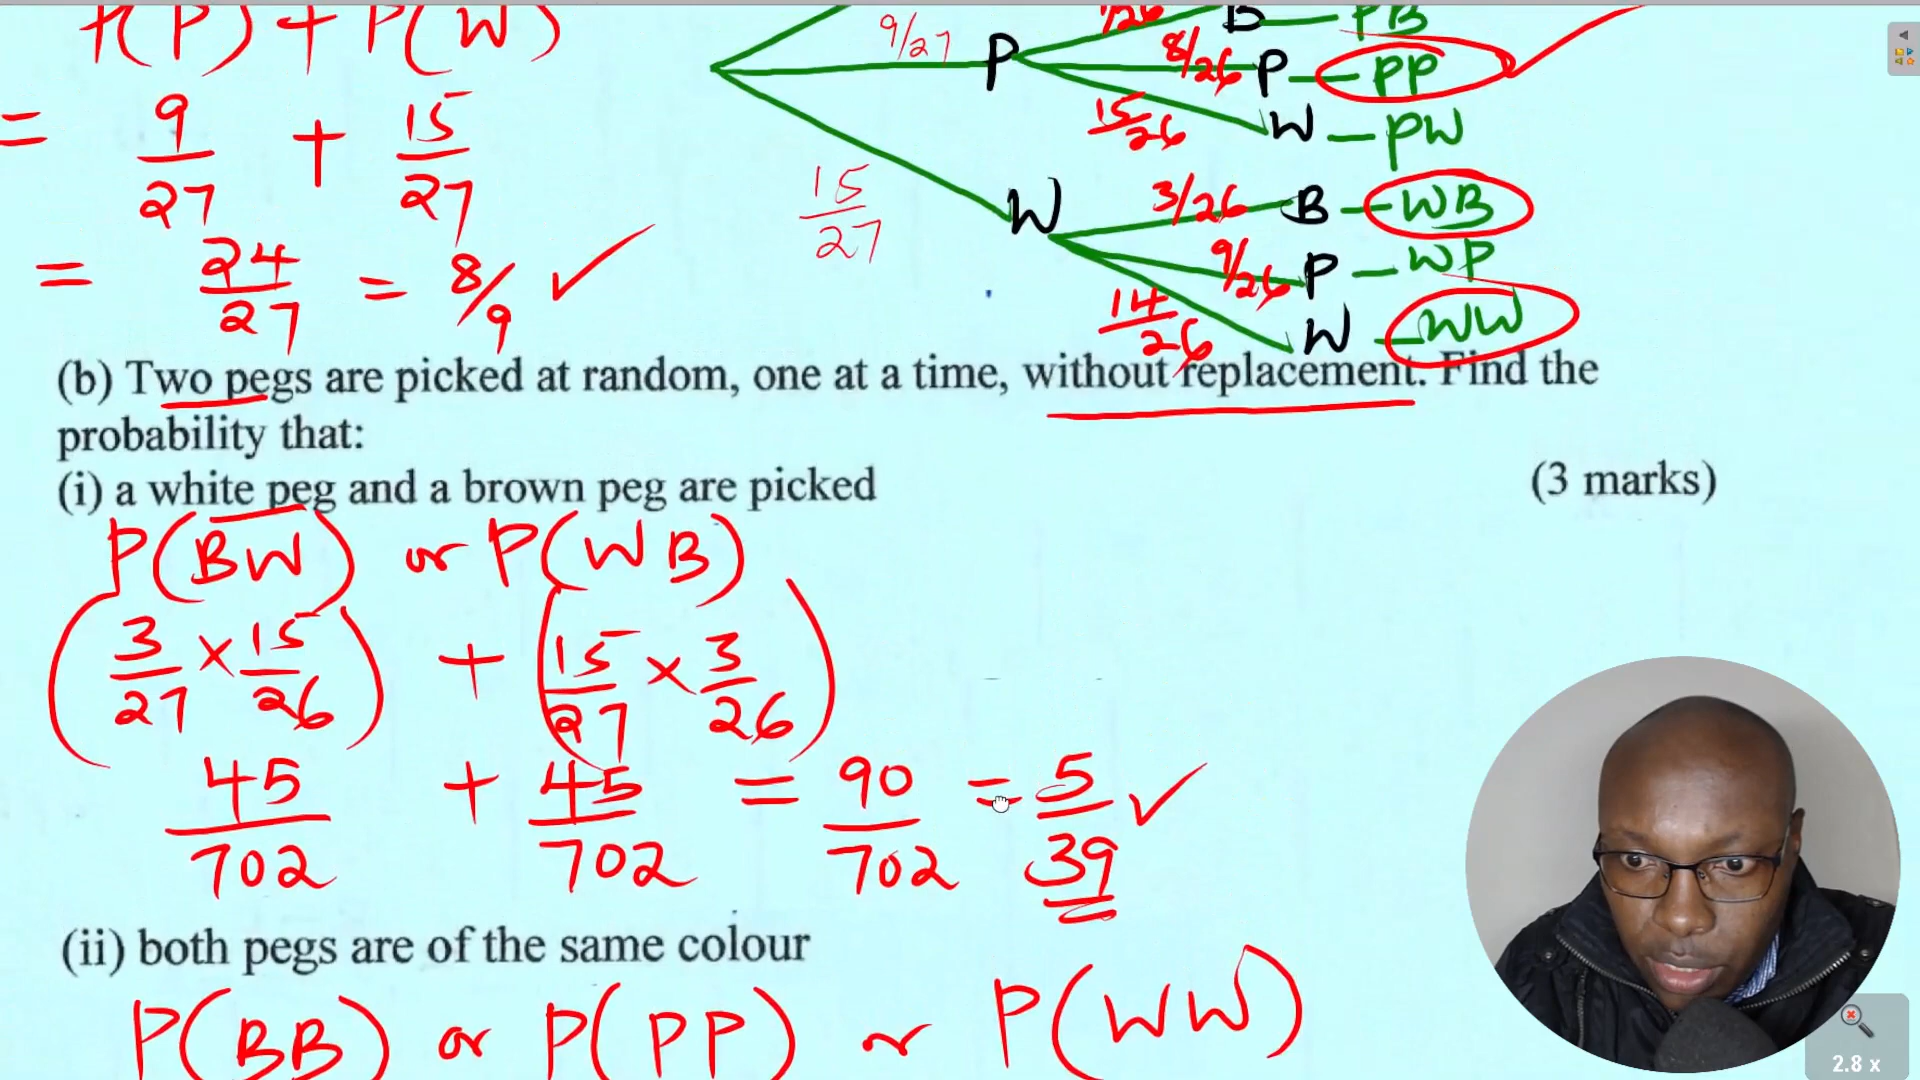 P(P) + P(W)
= 9/27 + 15/27
= 24/27 = 8/9 ✓
9/27 P B — PB
8/26 P — PP
15/26 W — PW
15/27 W 3/26 B — WB
9/26 P — WP
14/26 W — WW
(b) Two pegs are picked at random, one at a time, without replacement. Find the
probability that:
(i) a white peg and a brown peg are picked (3 marks)
P(BW) or P(WB)
(3/27 × 15/26) + (15/27 × 3/26)
45/702 + 45/702 = 90/702 = 5/39 ✓
(ii) both pegs are of the same colour
P(BB) or P(PP) or P(WW)
2.8 x